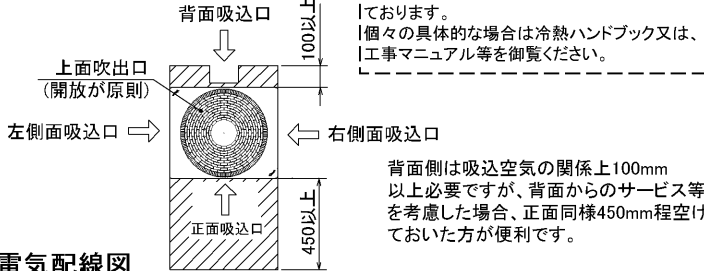 背面吸込口
100以上
ております。
個々の具体的な場合は冷熱ハンドブック又は、
工事マニュアル等を御覧ください。
上面吹出口
(開放が原則)
左側面吸込口
右側面吸込口
背面側は吸込空気の関係上100mm
以上必要ですが、背面からのサービス等
を考慮した場合、正面同様450mm程空け
ておいた方が便利です。
正面吸込口
450以上
電気配線図